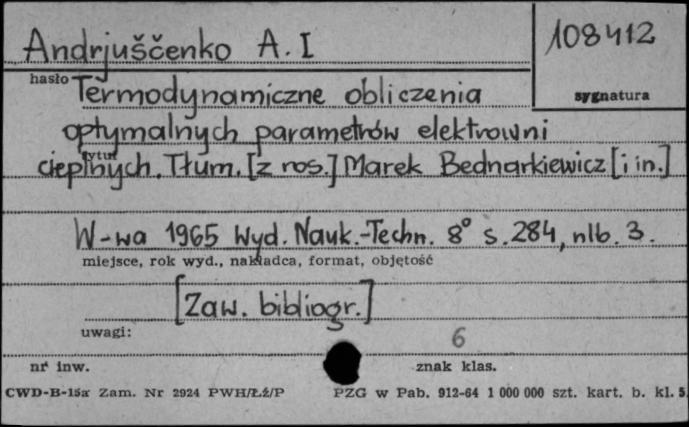 Andrjuščenko A. I
108412
hasło
sygnatura
Termodynamiczne obliczenia
optymalnych parametrów elektrowni
tytuł
cieplnych. Tłum. [z ros.] Marek Bednarkiewicz [i in.]
W-wa 1965 Wyd. Nauk.-Techn. 8° s. 284, nlb. 3.
miejsce, rok wyd., nakładca, format, objętość
[Zaw. bibliogr.]
uwagi:
6
nr inw.
znak klas.
CWD-B-15a Zam. Nr 2924 PWH/Łź/P PZG w Pab. 912-64 1 000 000 szt. kart. b. kl. 5